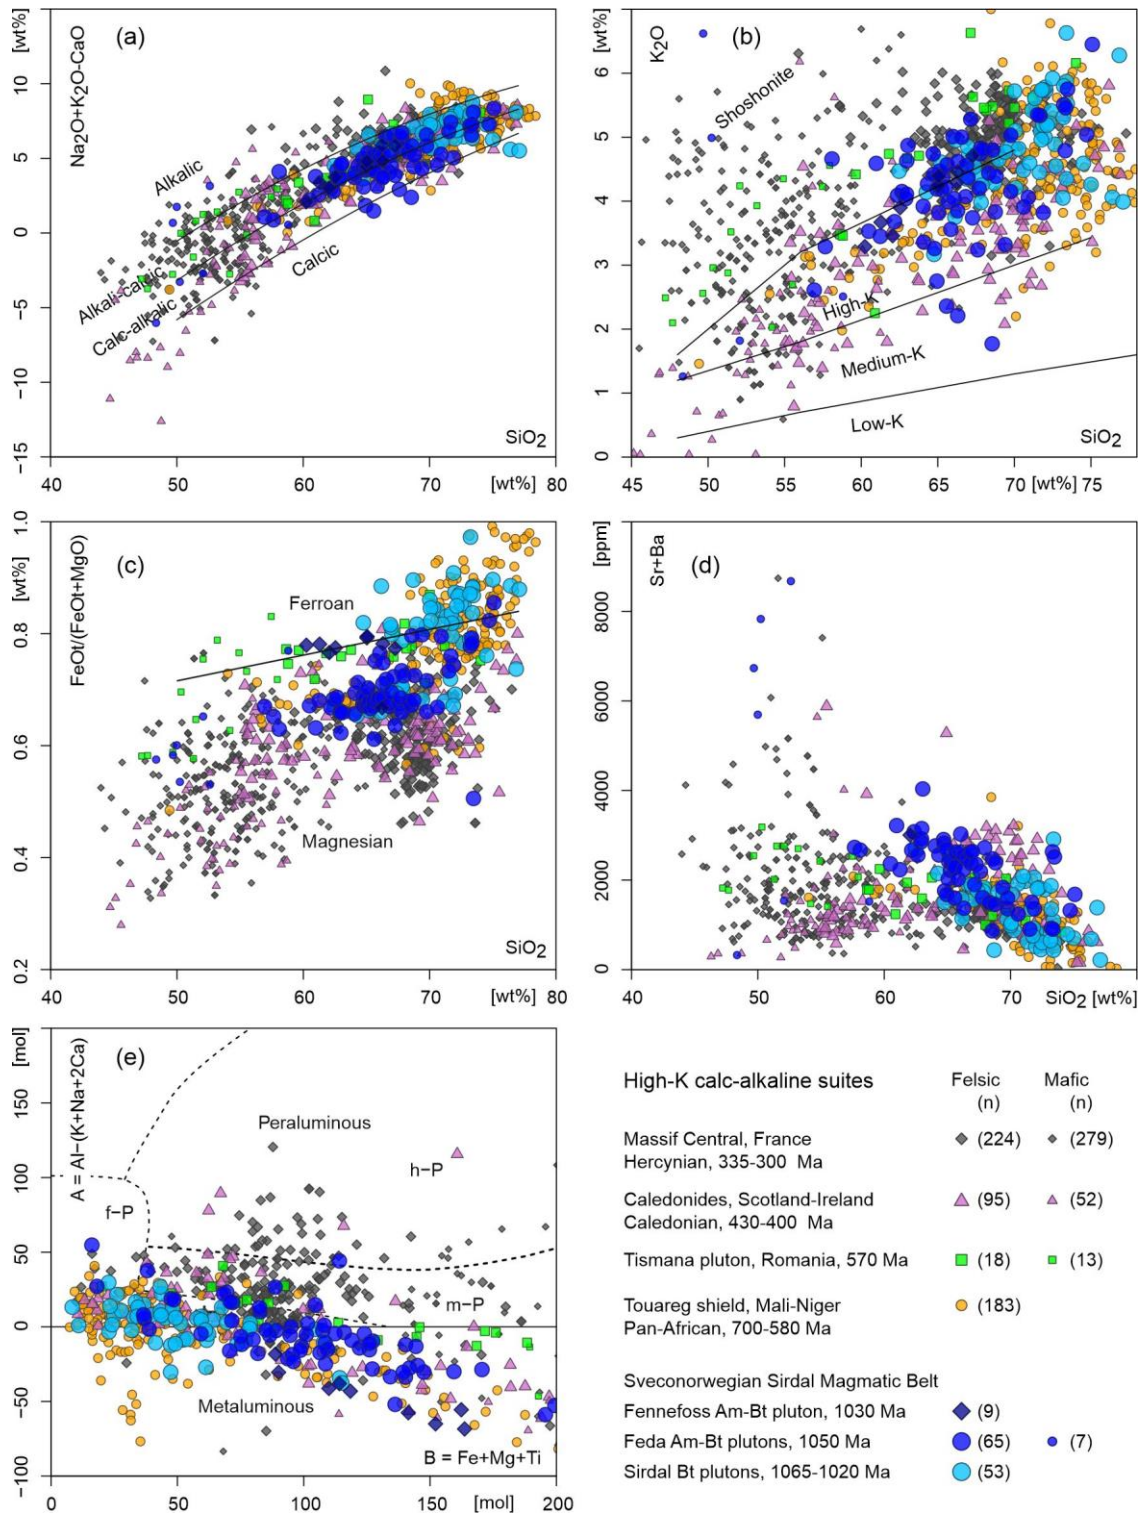 (a)
[wt%]
Na2O+K2O-CaO
10
5
0
−5
−10
−15
Alkalic
Alkali-calcic
Calc-alkalic
Calcic
SiO2
40
50
60
70
[wt%]
80
(b)
[wt%]
K2O
6
5
4
3
2
1
0
Shoshonite
High-K
Medium-K
Low-K
SiO2
45
50
55
60
65
70
[wt%]
75
(c)
[wt%]
FeOt/(FeOt+MgO)
1.0
0.8
0.6
0.4
0.2
Ferroan
Magnesian
SiO2
40
50
60
70
[wt%]
80
(d)
[ppm]
Sr+Ba
8000
6000
4000
2000
0
40
50
60
70
SiO2 [wt%]
(e)
[mol]
A = Al−(K+Na+2Ca)
150
100
50
0
−50
−100
Peraluminous
h−P
f−P
m−P
Metaluminous
B = Fe+Mg+Ti
0
50
100
150
200
[mol]
High-K calc-alkaline suites Felsic Mafic
(n) (n)
Massif Central, France (224) (279)
Hercynian, 335-300 Ma
Caledonides, Scotland-Ireland (95) (52)
Caledonian, 430-400 Ma
Tismana pluton, Romania, 570 Ma (18) (13)
Touareg shield, Mali-Niger (183)
Pan-African, 700-580 Ma
Sveconorwegian Sirdal Magmatic Belt
Fennefoss Am-Bt pluton, 1030 Ma (9)
Feda Am-Bt plutons, 1050 Ma (65) (7)
Sirdal Bt plutons, 1065-1020 Ma (53)